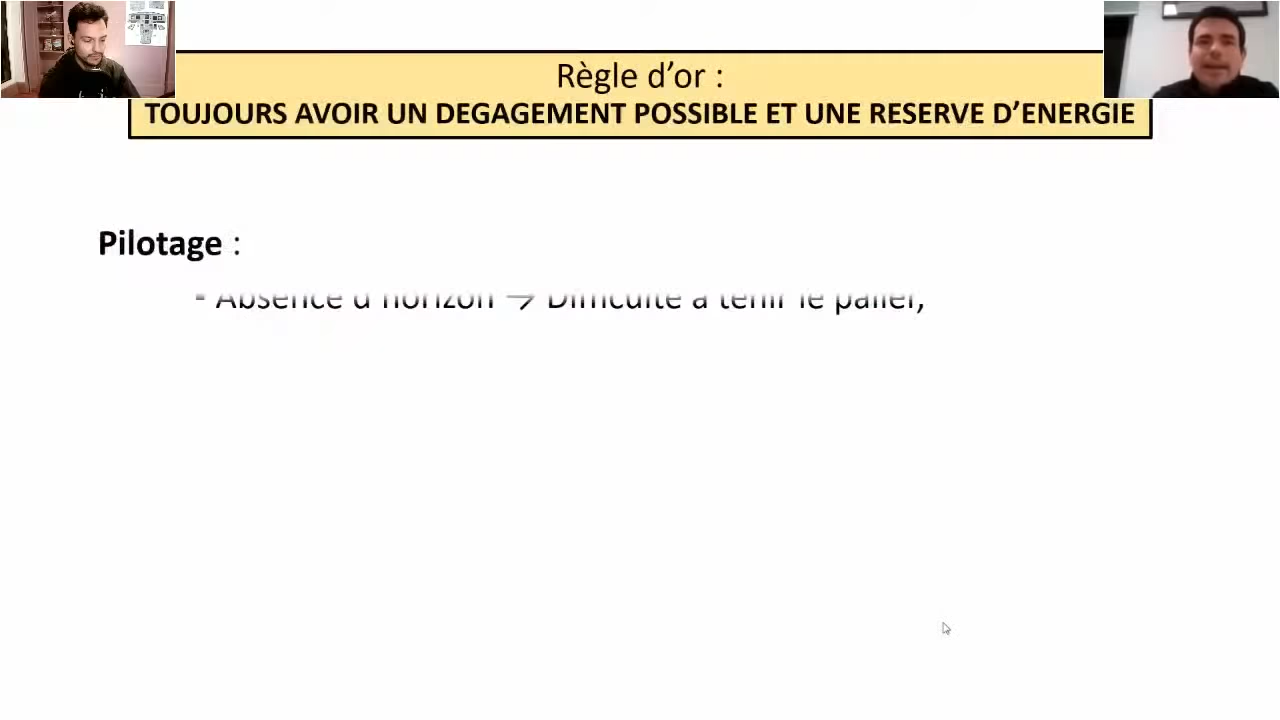 Règle d’or :
TOUJOURS AVOIR UN DEGAGEMENT POSSIBLE ET UNE RESERVE D’ENERGIE
Pilotage :
- Absence d’horizon → Difficulté à tenir le palier,